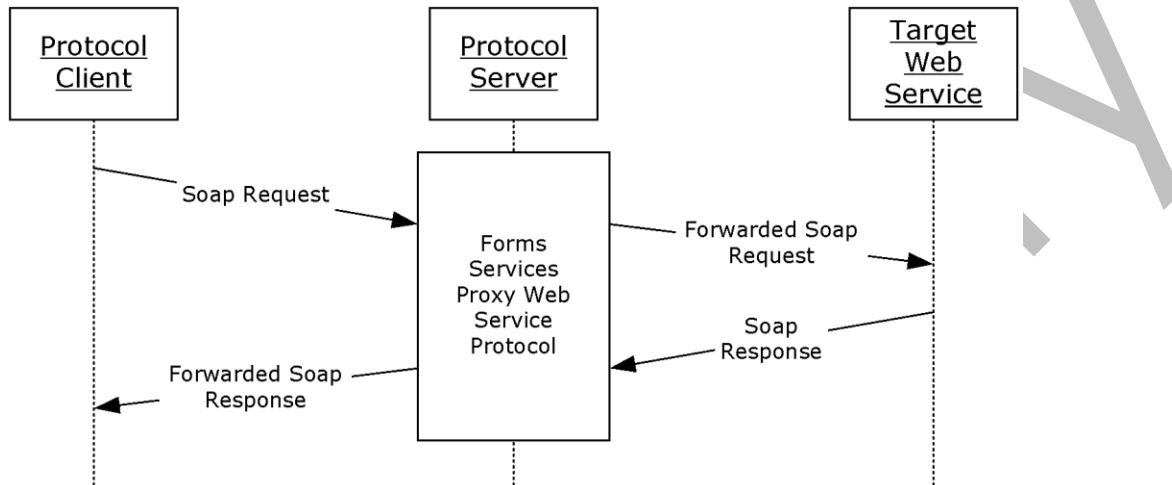 Protocol
Client
Protocol
Server
Target
Web
Service
Soap Request
Forwarded Soap
Request
Forms
Services
Proxy Web
Service
Protocol
Soap
Response
Forwarded Soap
Response